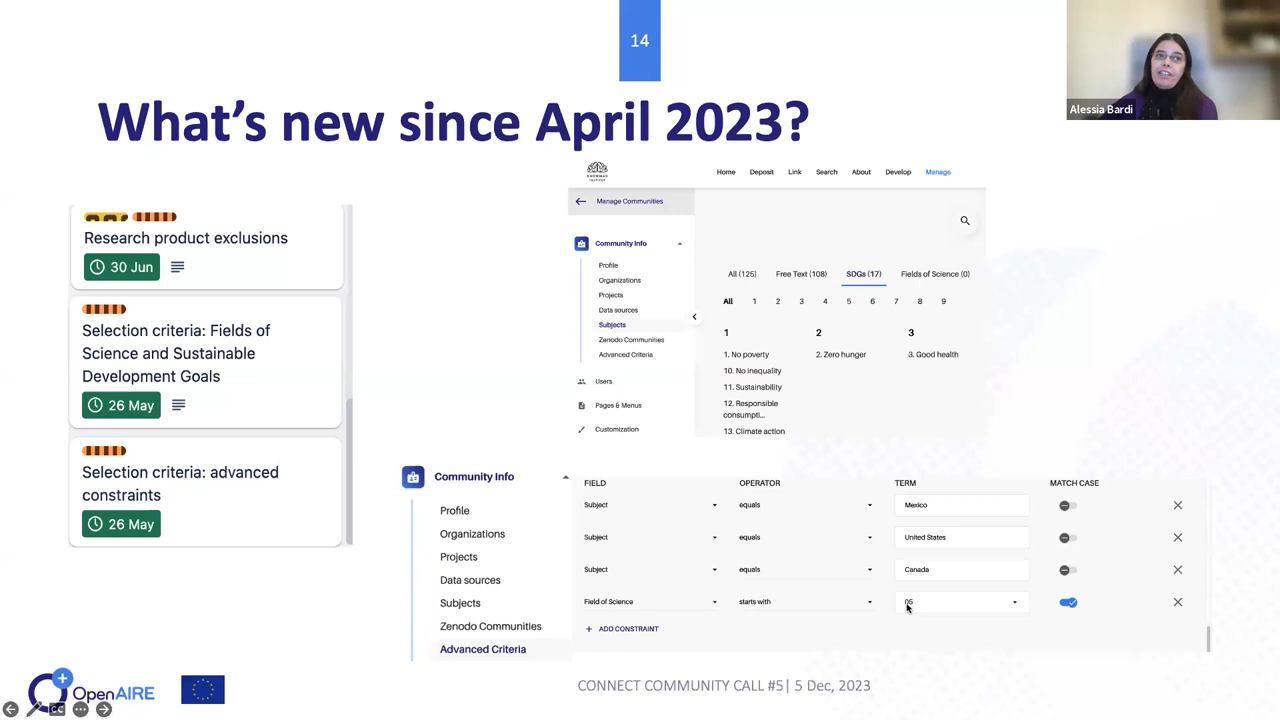 14
Alessia Bardi
What's new since April 2023?
Research product exclusions
30 Jun
Selection criteria: Fields of
Science and Sustainable
Development Goals
26 May
Selection criteria: advanced
constraints
26 May
Home Deposit Link Search About Develop Manage
Manage Communities
Community Info
Profile
Organizations
Projects
Data sources
Subjects
Zenodo Communities
Advanced Criteria
Users
Pages & Menus
Customization
All (125) Free Text (108) SDGs (17) Fields of Science (0)
All 1 2 3 4 5 6 7 8 9
1 2 3
1. No poverty 2. Zero hunger 3. Good health
10. No inequality
11. Sustainability
12. Responsible
consumpti...
13. Climate action
Community Info
Profile
Organizations
Projects
Data sources
Subjects
Zenodo Communities
Advanced Criteria
FIELD OPERATOR TERM MATCH CASE
Subject equals Mexico
Subject equals United States
Subject equals Canada
Field of Science starts with 05
+ ADD CONSTRAINT
OpenAIRE
CONNECT COMMUNITY CALL #5| 5 Dec, 2023
CC